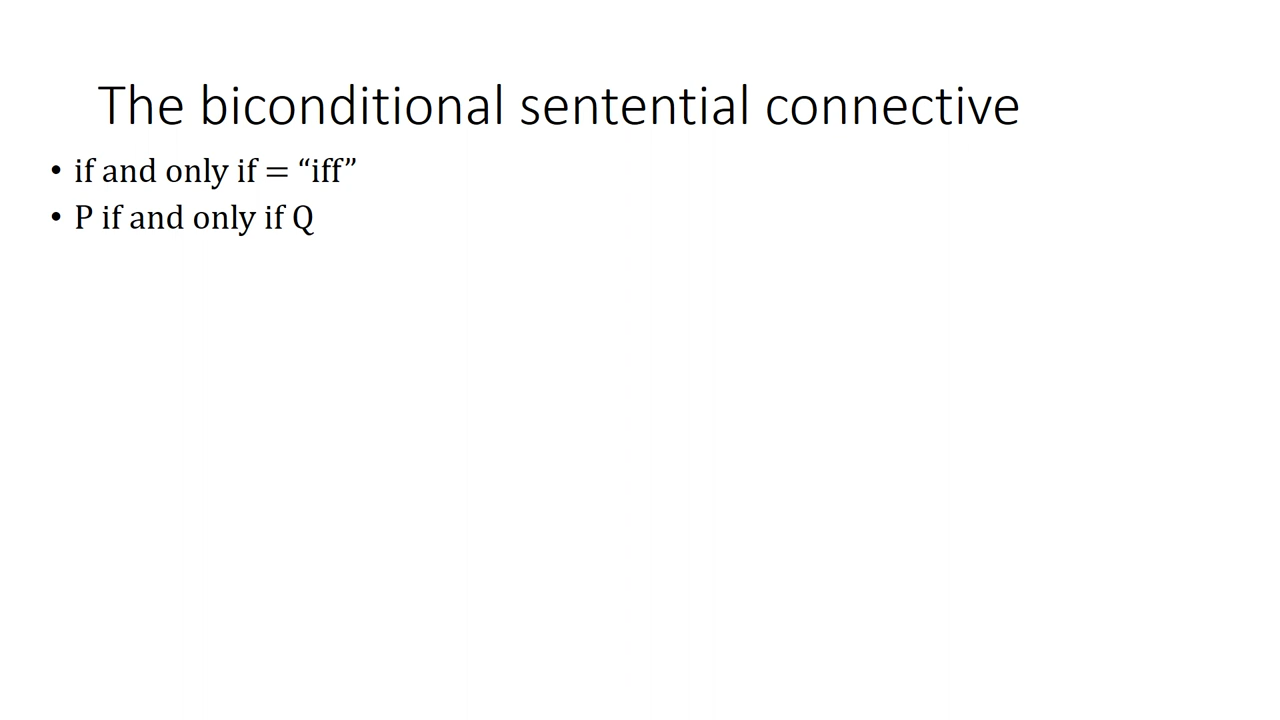 The biconditional sentential connective
• if and only if = “iff”
• P if and only if Q